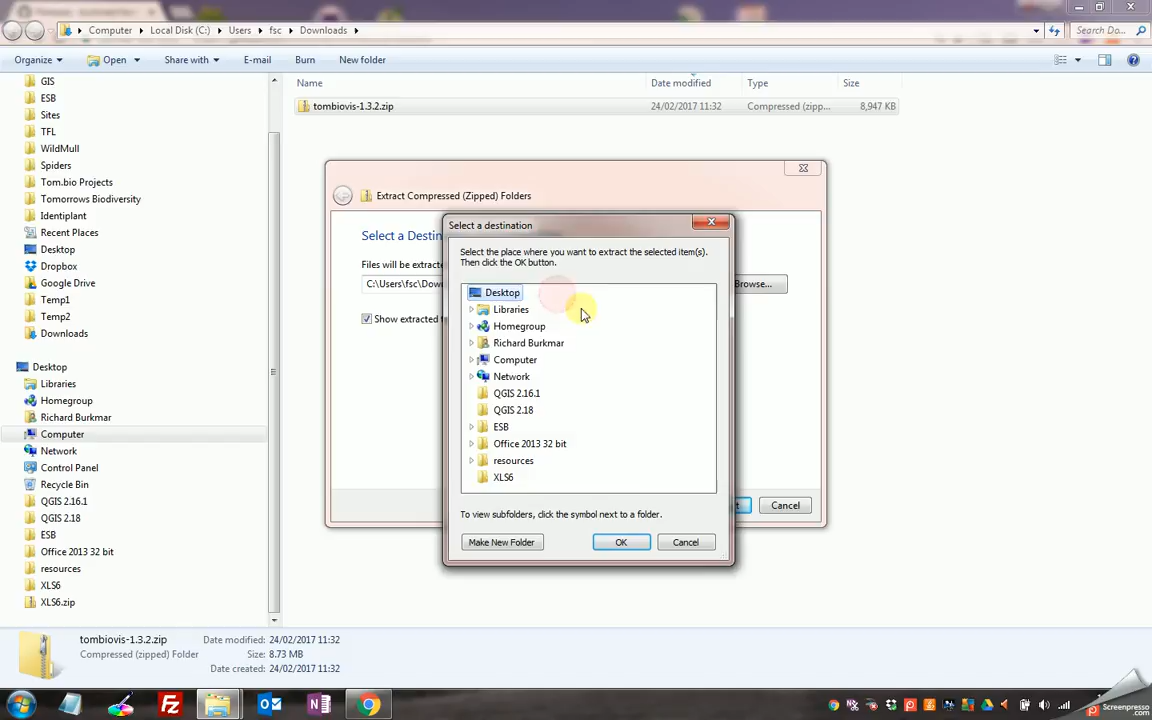 Computer Local Disk (C:) Users fsc Downloads
Search Do...
Organize Open Share with E-mail Burn New folder
Name Date modified Type Size
tombiovis-1.3.2.zip 24/02/2017 11:32 Compressed (zipp... 8,947 KB
GIS
ESB
Sites
TFL
WildMull
Spiders
Tom.bio Projects
Tomorrows Biodiversity
Identiplant
Recent Places
Desktop
Dropbox
Google Drive
Temp1
Temp2
Downloads
Desktop
Libraries
Homegroup
Richard Burkmar
Computer
Network
Control Panel
Recycle Bin
QGIS 2.16.1
QGIS 2.18
ESB
Office 2013 32 bit
resources
XLS6
XLS6.zip
Extract Compressed (Zipped) Folders
Select a Destin
Files will be extracte
C:\Users\fsc\Down
Browse...
Show extracted
Cancel
Select a destination
Select the place where you want to extract the selected item(s).
Then click the OK button.
Desktop
Libraries
Homegroup
Richard Burkmar
Computer
Network
QGIS 2.16.1
QGIS 2.18
ESB
Office 2013 32 bit
resources
XLS6
To view subfolders, click the symbol next to a folder.
Make New Folder OK Cancel
tombiovis-1.3.2.zip Date modified: 24/02/2017 11:32
Compressed (zipped) Folder Size: 8.73 MB
Date created: 24/02/2017 11:32
Screenpresso.com